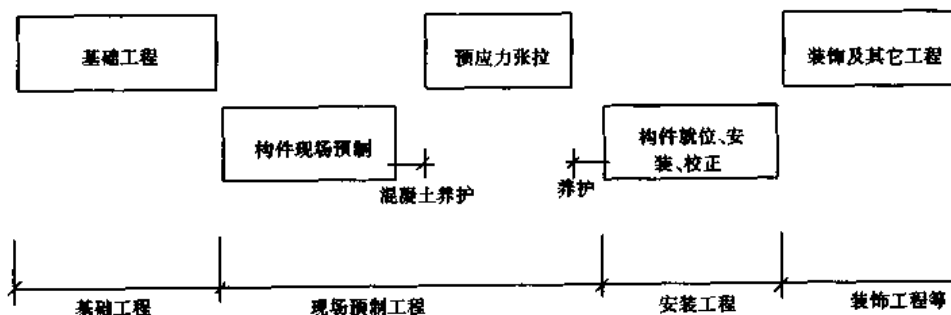 基础工程
预应力张拉
装饰及其它工程
构件现场预制
构件就位、安
装、校正
混凝土养护
养护
基础工程
现场预制工程
安装工程
装饰工程等